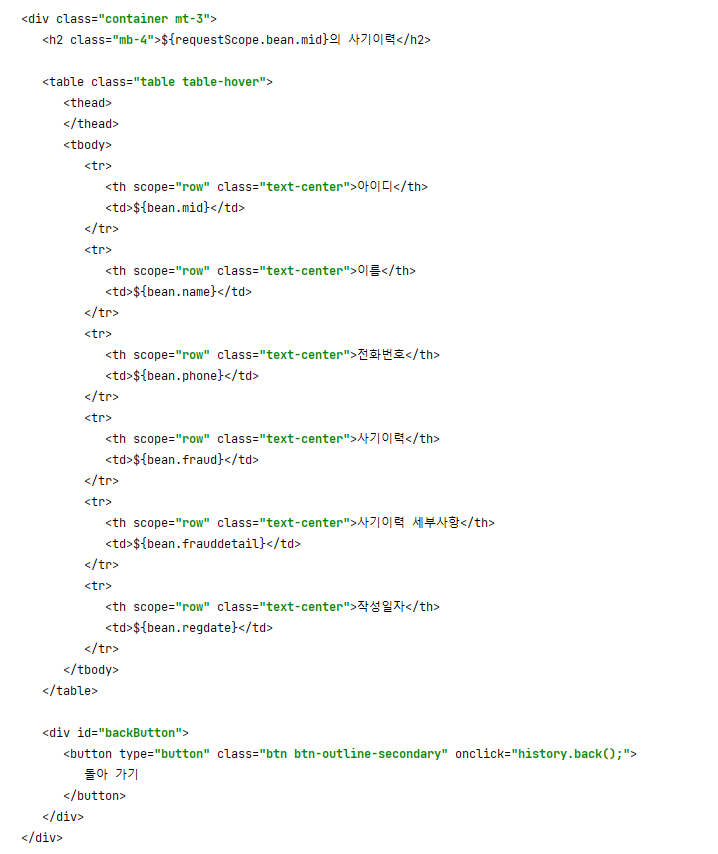 <div class="container mt-3">
<h2 class="mb-4">${requestScope.bean.mid}의 사기이력</h2>
<table class="table table-hover">
<thead>
</thead>
<tbody>
<tr>
<th scope="row" class="text-center">아이디</th>
<td>${bean.mid}</td>
</tr>
<tr>
<th scope="row" class="text-center">이름</th>
<td>${bean.name}</td>
</tr>
<tr>
<th scope="row" class="text-center">전화번호</th>
<td>${bean.phone}</td>
</tr>
<tr>
<th scope="row" class="text-center">사기이력</th>
<td>${bean.fraud}</td>
</tr>
<tr>
<th scope="row" class="text-center">사기이력 세부사항</th>
<td>${bean.frauddetail}</td>
</tr>
<tr>
<th scope="row" class="text-center">작성일자</th>
<td>${bean.regdate}</td>
</tr>
</tbody>
</table>
<div id="backButton">
<button type="button" class="btn btn-outline-secondary" onclick="history.back();">
돌아 가기
</button>
</div>
</div>